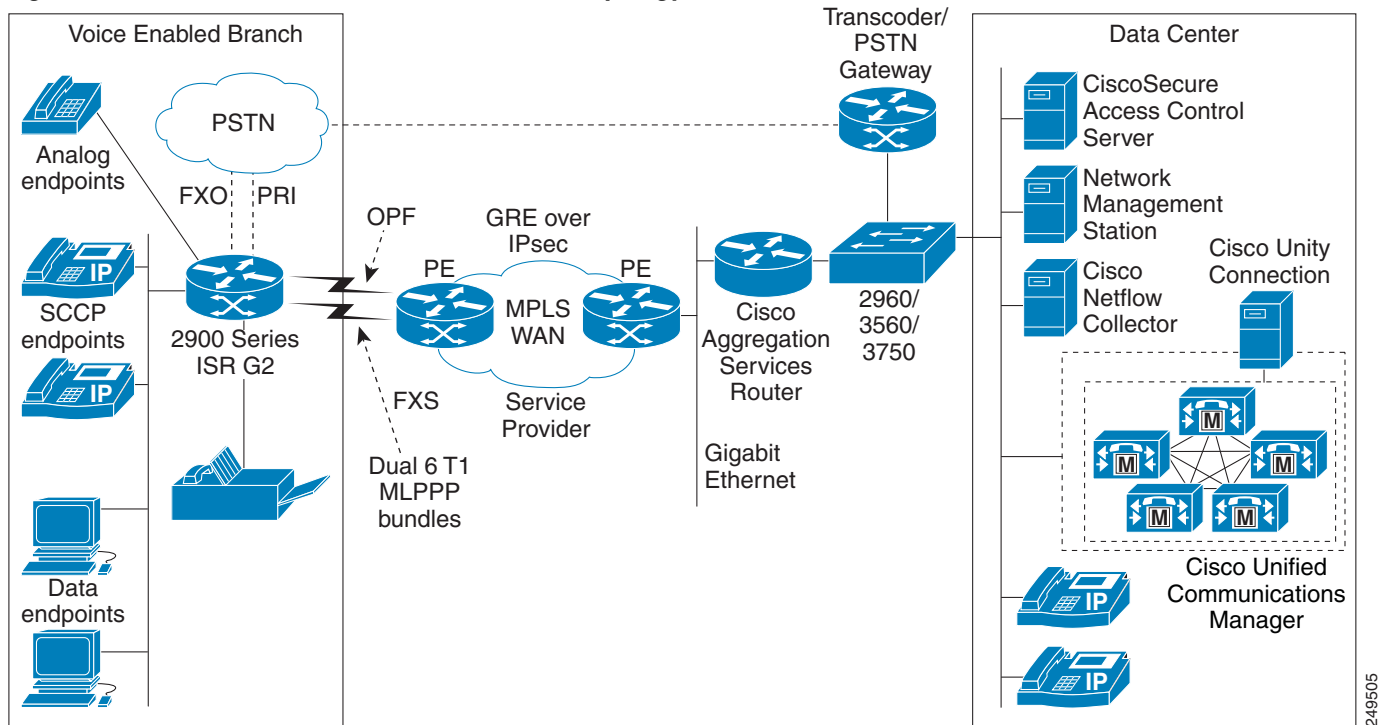 Voice Enabled Branch
Analog
endpoints
PSTN
FXO
PRI
IP
SCCP
endpoints
IP
2900 Series
ISR G2
Data
endpoints
OPF
FXS
Dual 6 T1
MLPPP
bundles
GRE over
IPsec
PE
PE
MPLS
WAN
Service
Provider
Cisco
Aggregation
Services
Router
Gigabit
Ethernet
Transcoder/
PSTN
Gateway
2960/
3560/
3750
Data Center
CiscoSecure
Access Control
Server
Network
Management
Station
Cisco
Netflow
Collector
Cisco Unity
Connection
M
M
M
M
M
Cisco Unified
Communications
Manager
IP
IP
249505